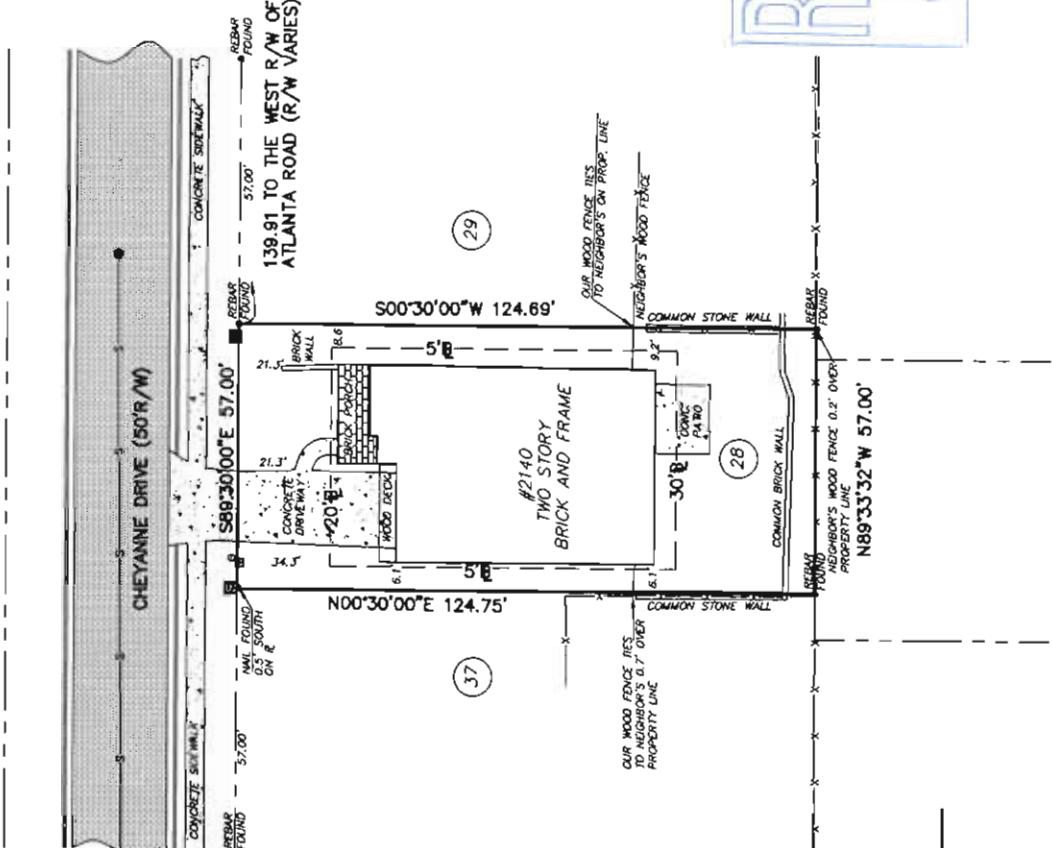 CHEYANNE DRIVE (50'R/W)
CONCRETE SIDEWALK
CONCRETE SIDEWALK
REBAR
FOUND
57.00'
139.91 TO THE WEST R/W OF
ATLANTA ROAD (R/W VARIES)
REBAR
FOUND
S89°30'00"E 57.00'
NAIL FOUND
0.5' SOUTH
ON
57.00'
REBAR
FOUND
29
S00°30'00"W 124.69'
8.6
5'B
9.2'
21.3'
BRICK
WALL
BRICK PORCH
21.3'
CONCRETE
DRIVEWAY
20'B
WOOD DECK
34.3'
6.1
5'B
6.1
#2140
TWO STORY
BRICK AND FRAME
30'B
CONC.
PATIO
28
COMMON BRICK WALL
N00°30'00"E 124.75'
37
OUR WOOD FENCE TIES
TO NEIGHBOR'S ON PROP. LINE
NEIGHBOR'S WOOD FENCE
COMMON STONE WALL
REBAR
FOUND
COMMON STONE WALL
OUR WOOD FENCE TIES
TO NEIGHBOR'S 0.7' OVER
PROPERTY LINE
REBAR
FOUND
NEIGHBOR'S WOOD FENCE 0.2' OVER
PROPERTY LINE
N89°33'32"W 57.00'